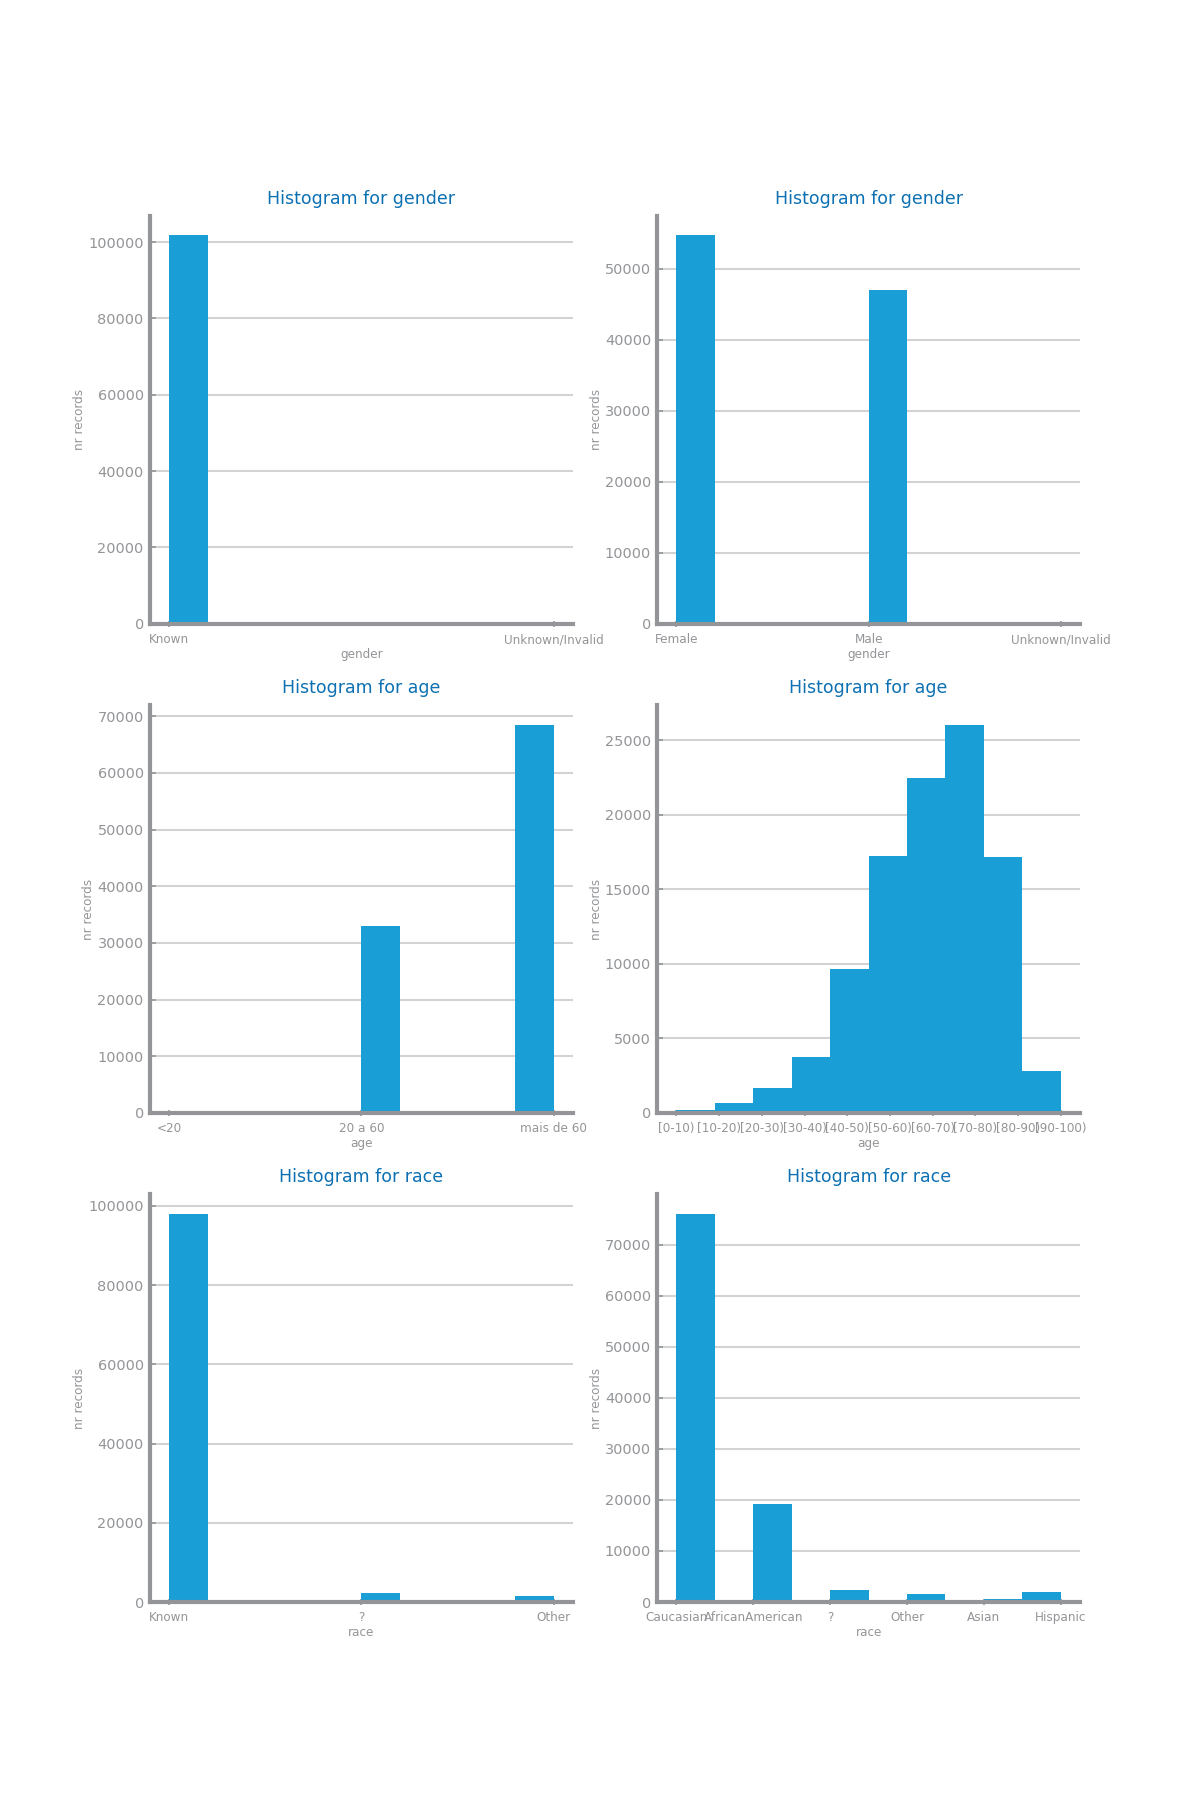 Histogram for gender
100000
80000
60000
40000
20000
0
nr records
Known Unknown/Invalid
gender
Histogram for gender
50000
40000
30000
20000
10000
0
nr records
Female Male Unknown/Invalid
gender
Histogram for age
70000
60000
50000
40000
30000
20000
10000
0
nr records
<20 20 a 60 mais de 60
age
Histogram for age
25000
20000
15000
10000
5000
0
nr records
[0-10) [10-20) [20-30) [30-40) [40-50) [50-60) [60-70) [70-80) [80-90) [90-100)
age
Histogram for race
100000
80000
60000
40000
20000
0
nr records
Known ? Other
race
Histogram for race
70000
60000
50000
40000
30000
20000
10000
0
nr records
Caucasian AfricanAmerican ? Other Asian Hispanic
race